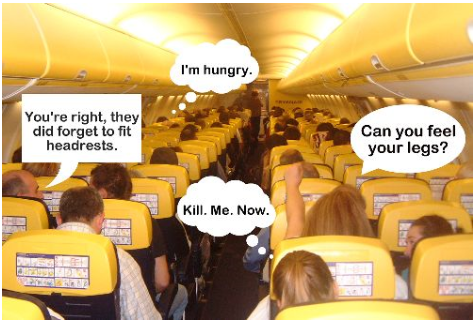 I'm hungry.
You're right, they
did forget to fit
headrests.
Can you feel
your legs?
Kill. Me. Now.